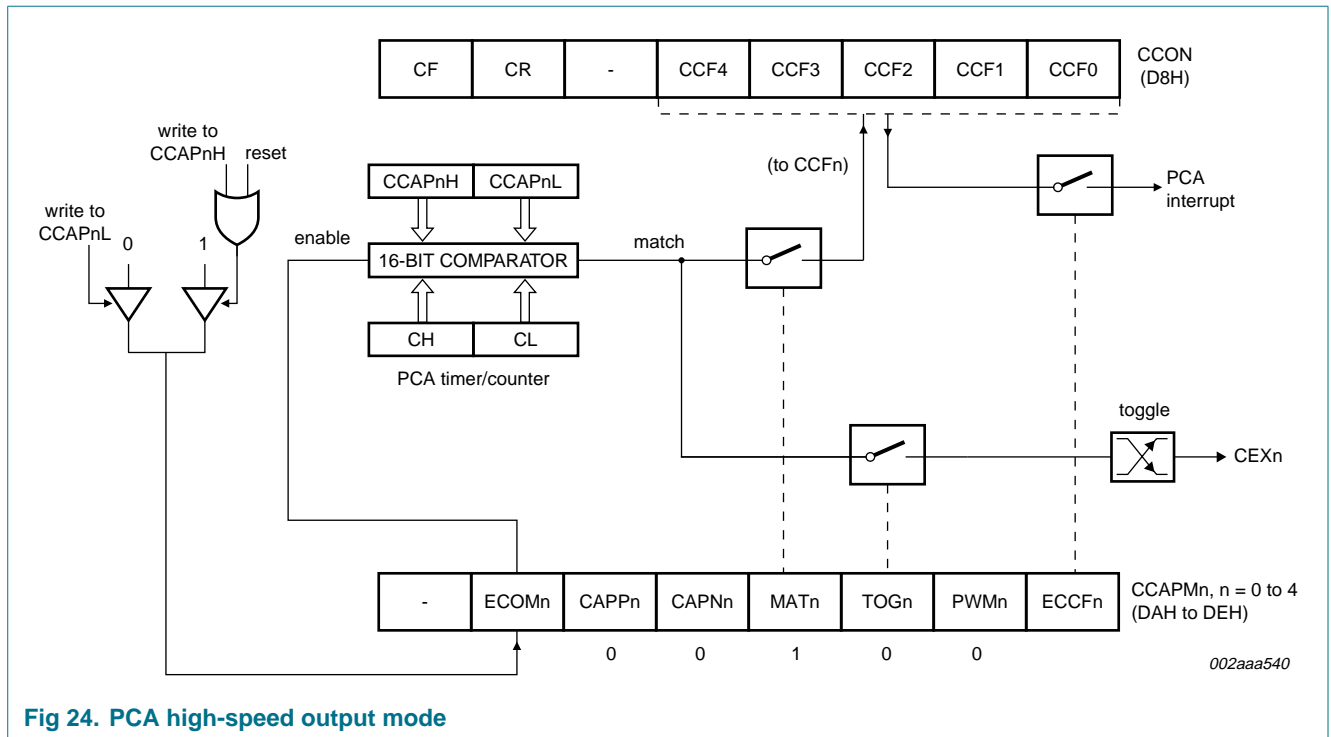 CF CR - CCF4 CCF3 CCF2 CCF1 CCF0
CCON
(D8H)
write to
CCAPnH
reset
write to
CCAPnL
0
1
enable
CCAPnH CCAPnL
16-BIT COMPARATOR
CH CL
PCA timer/counter
match
(to CCFn)
PCA
interrupt
toggle
CEXn
- ECOMn CAPPn CAPNn MATn TOGn PWMn ECCFn
CCAPMn, n = 0 to 4
(DAH to DEH)
0 0 1 0 0
002aaa540
Fig 24. PCA high-speed output mode